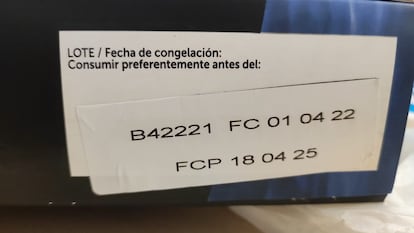 LOTE / Fecha de congelación:
Consumir preferentemente antes del:
B42221 FC 01 04 22
FCP 18 04 25